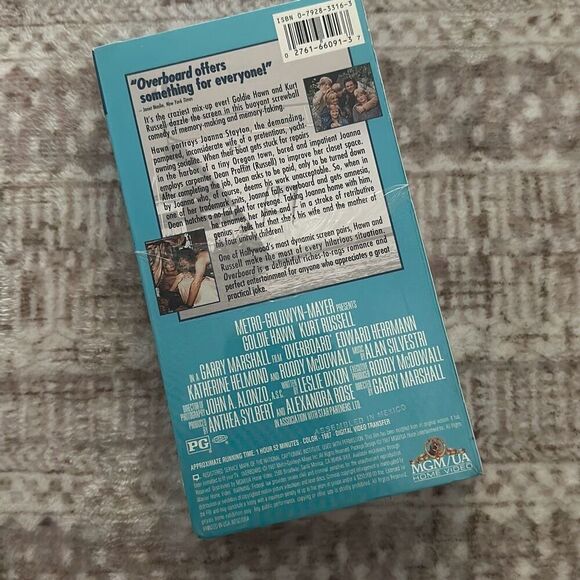 ISBN 0-7928-3316-3
0 27616 66091-3 7
"Overboard offers
something for everyone!"
— Janet Maslin, New York Times
It's the craziest mix-up ever! Goldie Hawn and Kurt
Russell dazzle the screen in this buoyant screwball
comedy of memory-making and memory-faking.
Hawn portrays Joanna Stayton, the demanding,
pampered, inconsiderate wife of a pretentious, yacht-
owning socialite. When their boat gets stuck for repairs
in the harbor of a tiny Oregon town, bored and impatient Joanna
employs carpenter Dean Proffitt (Russell) to improve her closet space.
After completing the job, Dean asks to be paid, only to be turned down
by Joanna who, of course, deems his work unacceptable. So, when in
one of her trademark snits, Joanna falls overboard and gets amnesia,
Dean hatches a no-fail plot for revenge. Taking Joanna home with him,
he renames her Annie and – in a stroke of retributive
genius – tells her that she's his wife and the mother of
his four unruly children!
One of Hollywood's most dynamic screen pairs, Hawn and
Russell make the most of every hilarious situation.
Overboard is a delightful riches-to-rags romance and
perfect entertainment for anyone who appreciates a great
practical joke.
METRO-GOLDWYN-MAYER PRESENTS
GOLDIE HAWN KURT RUSSELL
IN A GARRY MARSHALL FILM "OVERBOARD" EDWARD HERRMANN
KATHERINE HELMOND AND RODDY McDOWALL MUSIC BY ALAN SILVESTRI
DIRECTOR OF PHOTOGRAPHY JOHN A. ALONZO, A.S.C. WRITTEN BY LESLIE DIXON EXECUTIVE PRODUCER RODDY McDOWALL
PRODUCED BY ANTHEA SYLBERT AND ALEXANDRA ROSE DIRECTED BY GARRY MARSHALL
IN ASSOCIATION WITH STAR PARTNERS, LTD.
PG
ASSEMBLED IN MEXICO
APPROXIMATE RUNNING TIME: 1 HOUR 52 MINUTES • COLOR • 1987 • DIGITAL VIDEO TRANSFER
MGM/UA
HOME VIDEO